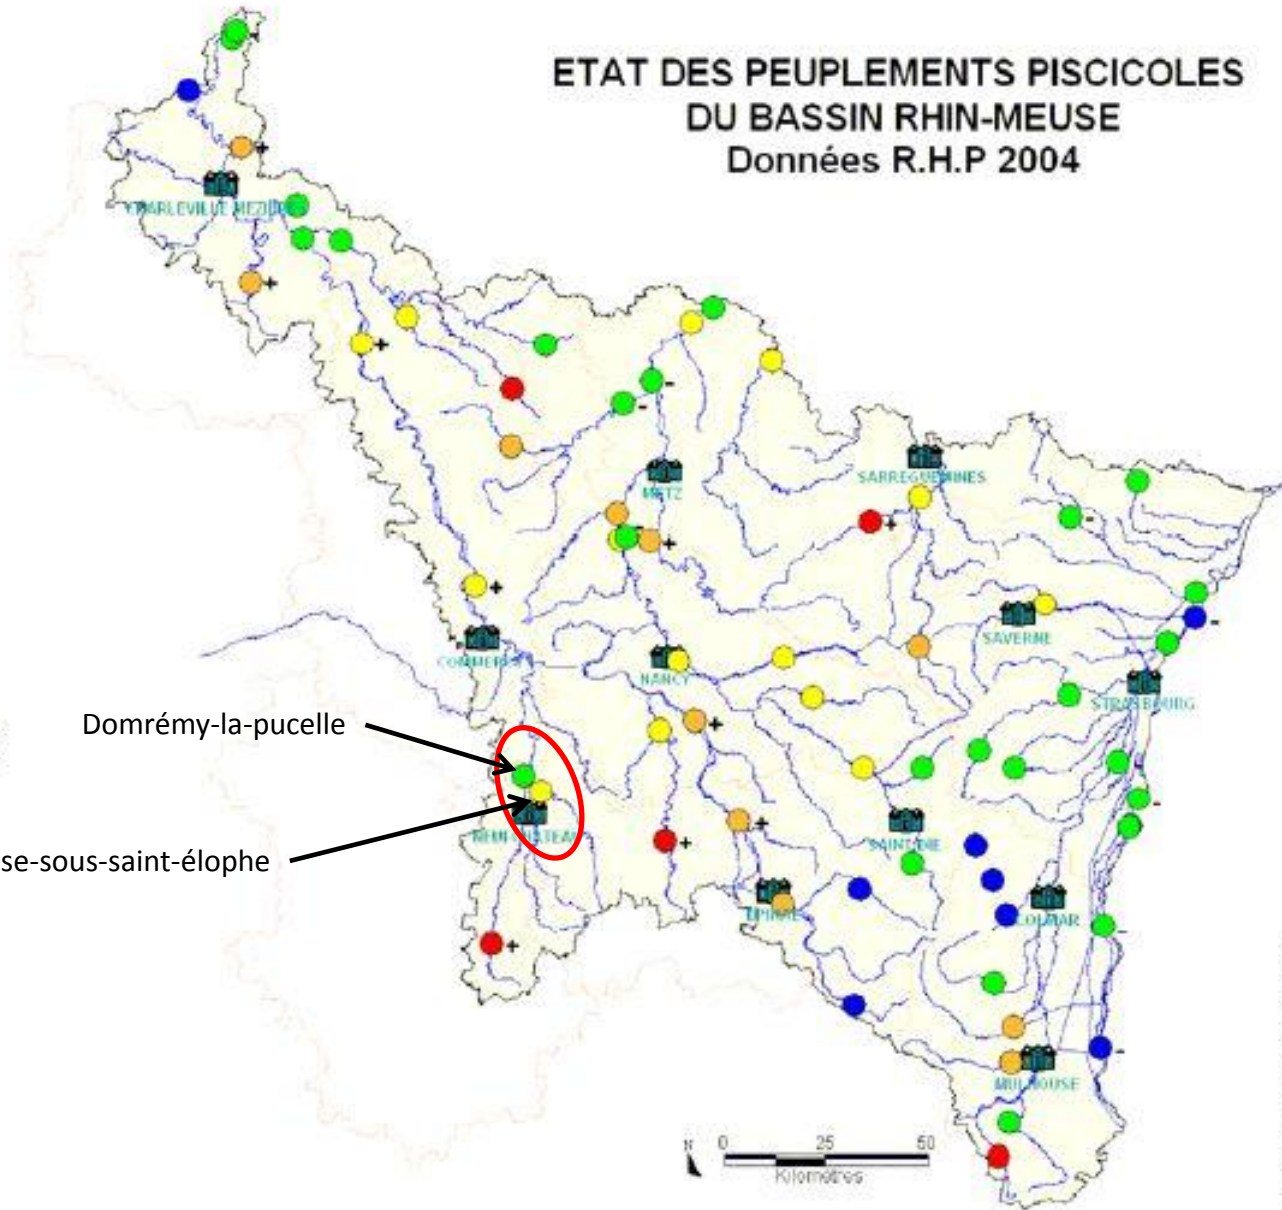 ETAT DES PEUPLEMENTS PISCICOLES
DU BASSIN RHIN-MEUSE
Données R.H.P 2004
CHARLEVILLE MEZIERES
METZ
SARREGUEMINES
SAVERNE
COMMERCY
NANCY
STRASBOURG
Domrémy-la-pucelle
NEUFCHATEAU
se-sous-saint-élophe
SAINT DIE
EPINAL
COLMAR
MULHOUSE
N
0 25 50
Kilomètres